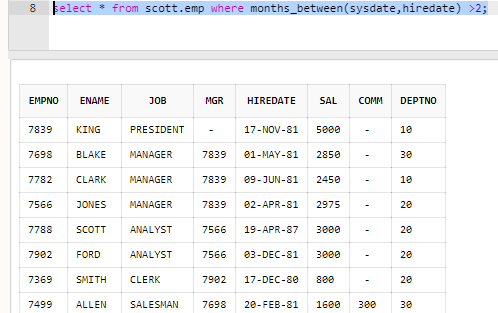 8 select * from scott.emp where months_between(sysdate,hiredate) >2;
EMPNO ENAME JOB MGR HIREDATE SAL COMM DEPTNO
7839 KING PRESIDENT - 17-NOV-81 5000 - 10
7698 BLAKE MANAGER 7839 01-MAY-81 2850 - 30
7782 CLARK MANAGER 7839 09-JUN-81 2450 - 10
7566 JONES MANAGER 7839 02-APR-81 2975 - 20
7788 SCOTT ANALYST 7566 19-APR-87 3000 - 20
7902 FORD ANALYST 7566 03-DEC-81 3000 - 20
7369 SMITH CLERK 7902 17-DEC-80 800 - 20
7499 ALLEN SALESMAN 7698 20-FEB-81 1600 300 30